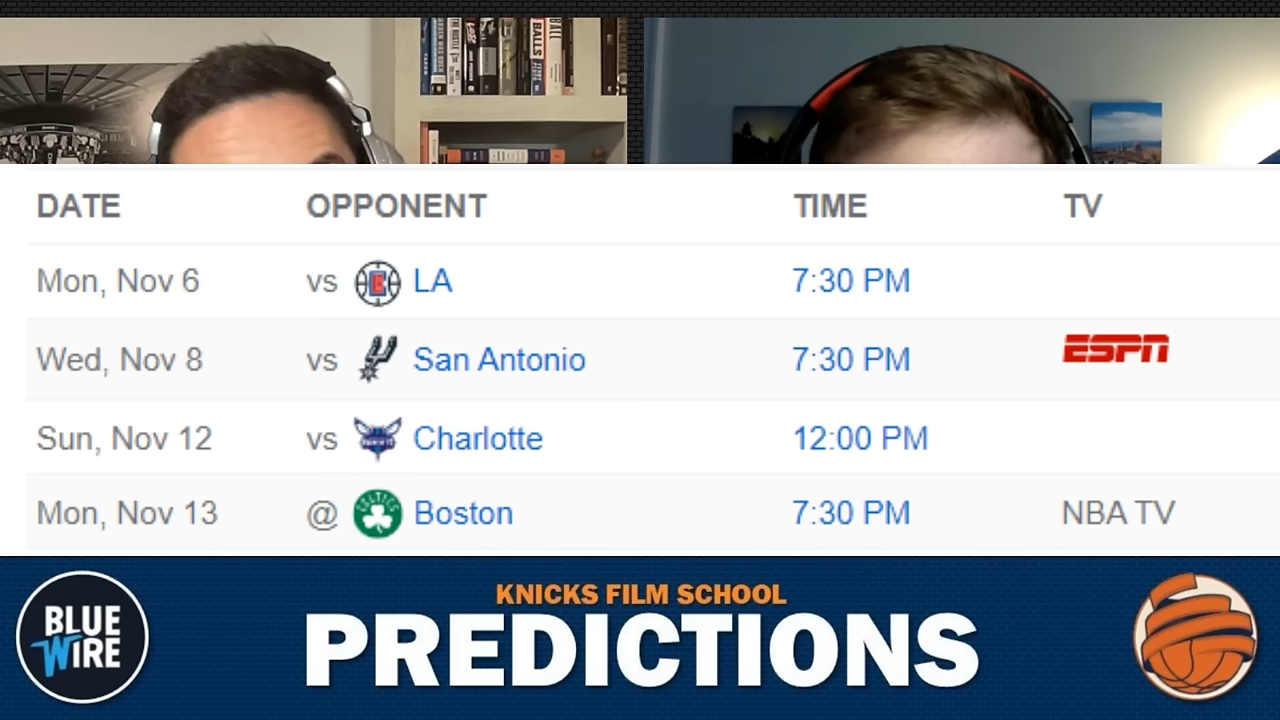 BALLS
DATE OPPONENT TIME TV
Mon, Nov 6 vs LA 7:30 PM
Wed, Nov 8 vs San Antonio 7:30 PM ESPN
Sun, Nov 12 vs Charlotte 12:00 PM
Mon, Nov 13 @ CELTICS Boston 7:30 PM NBA TV
KNICKS FILM SCHOOL
BLUE
WIRE
PREDICTIONS